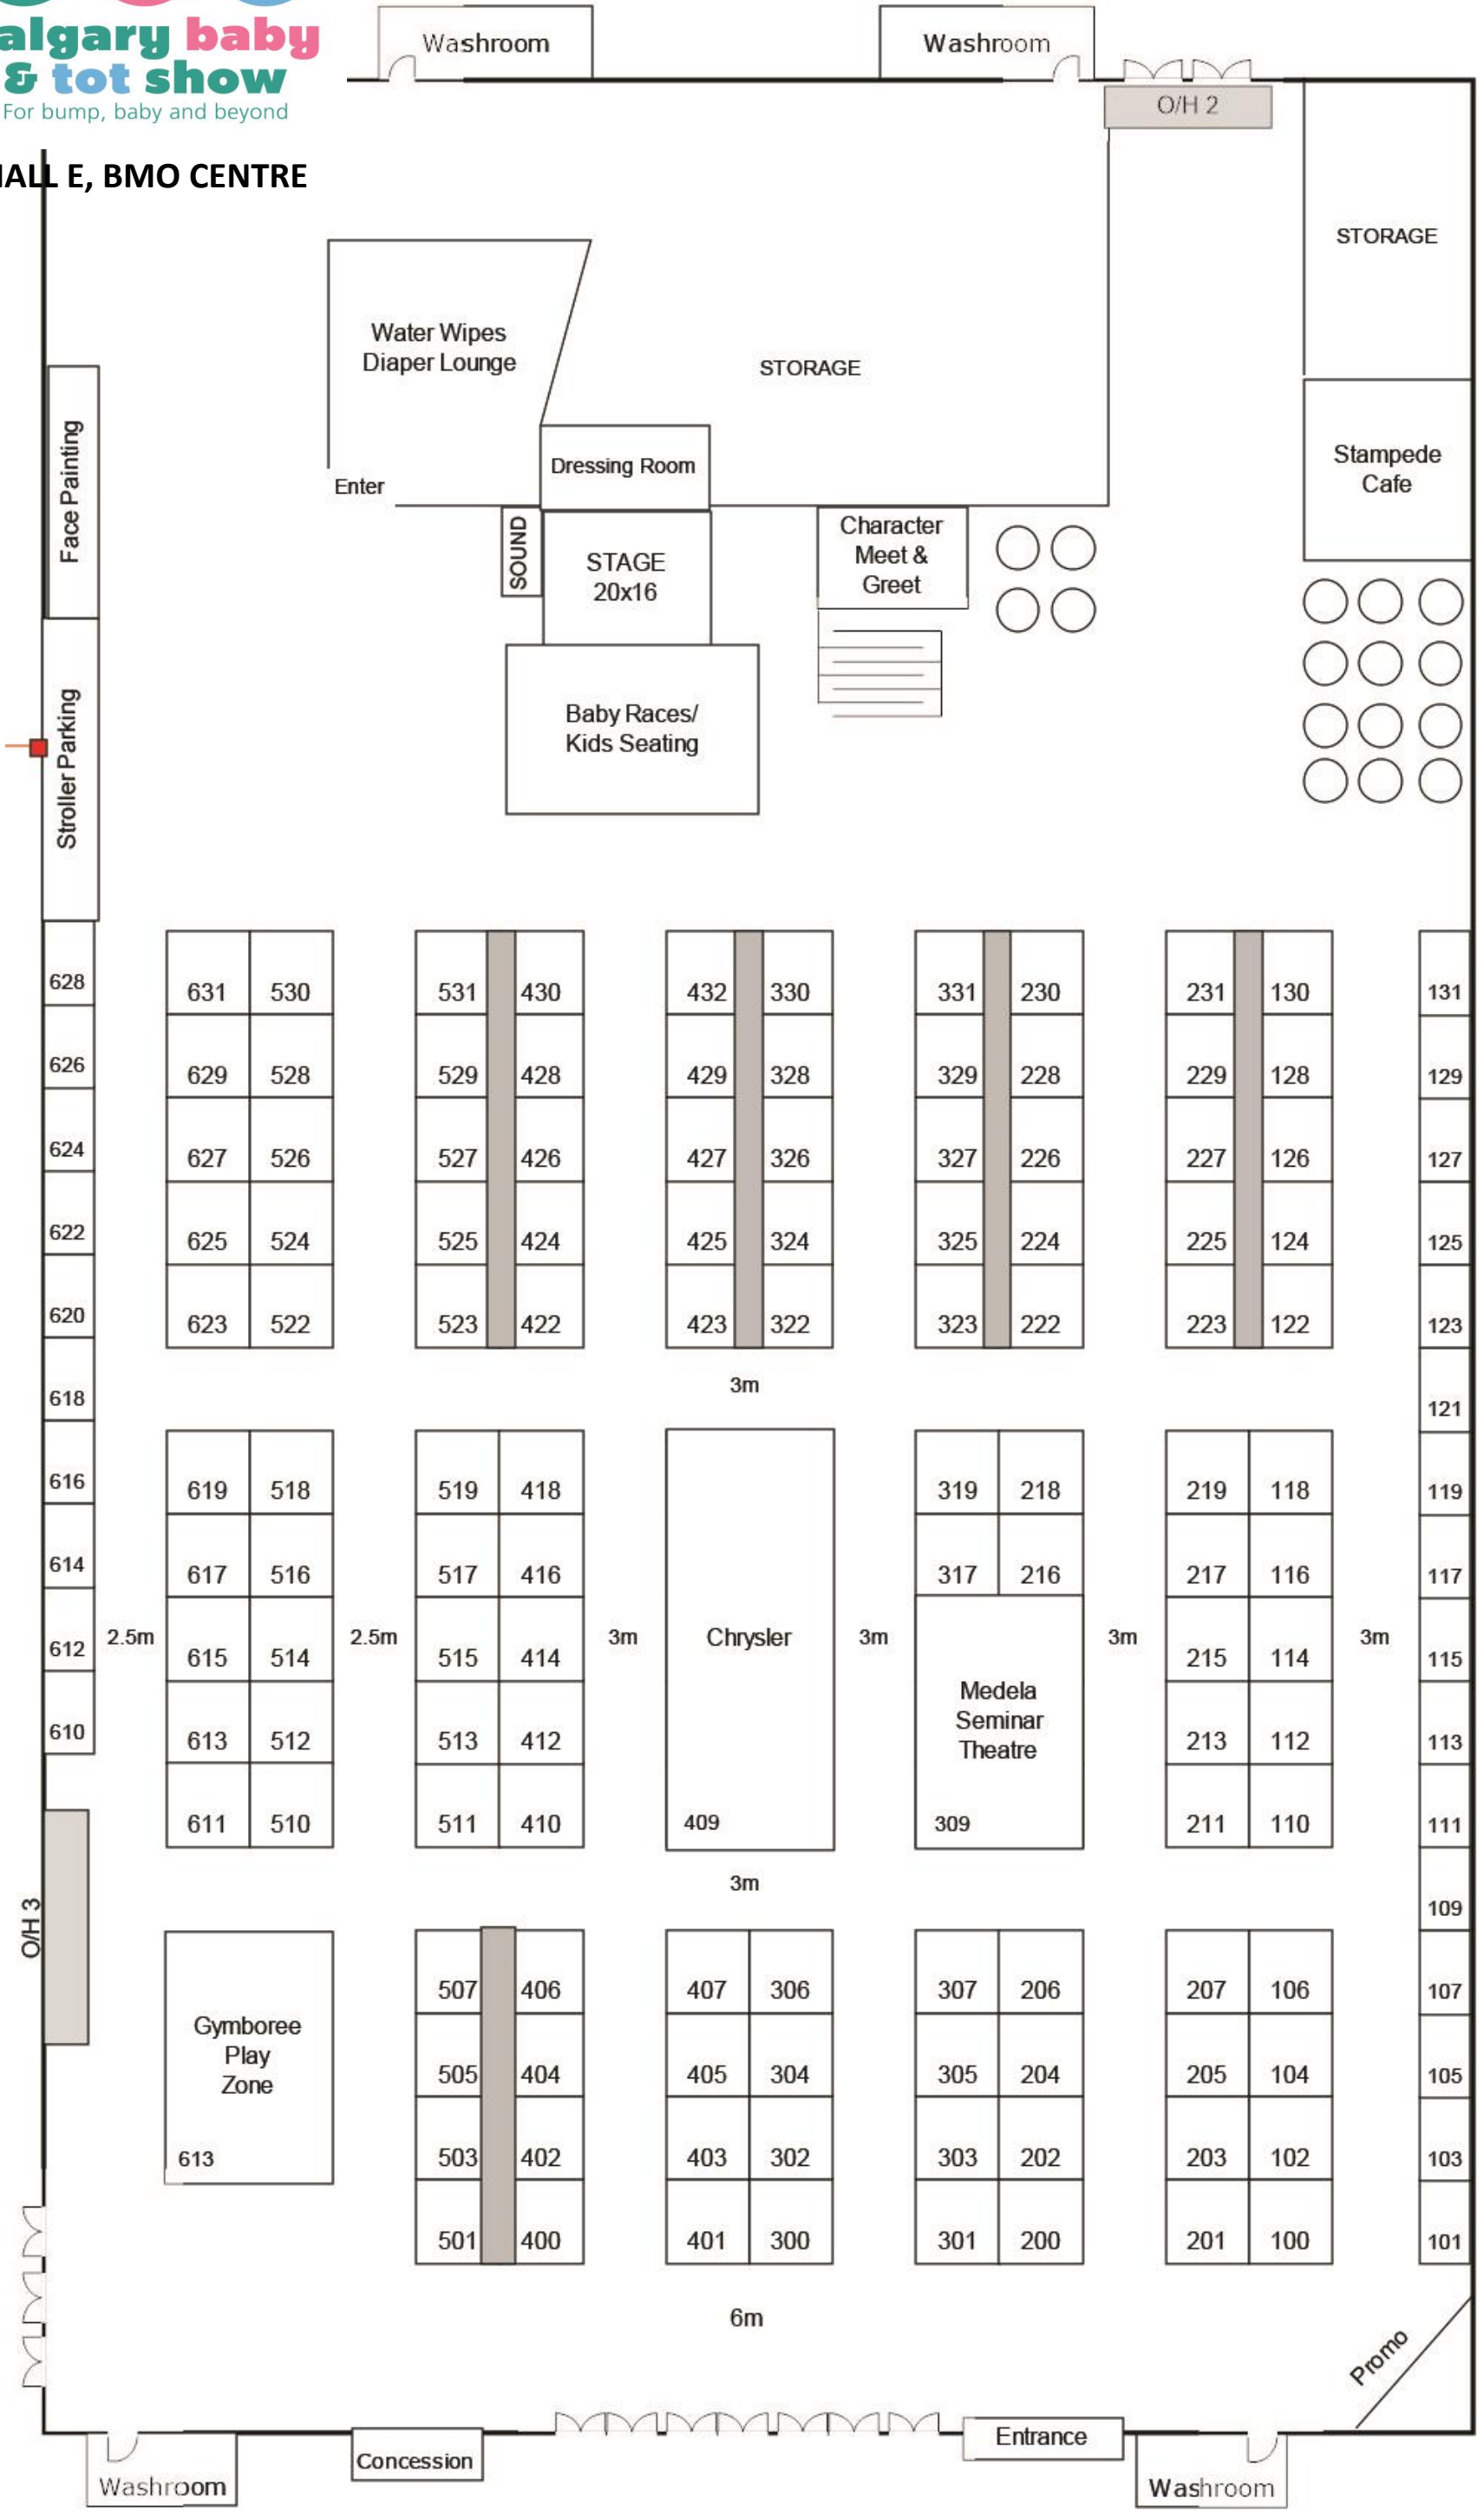 algary baby
& tot show
For bump, baby and beyond
HALL E, BMO CENTRE
Washroom
Washroom
O/H 2
STORAGE
Water Wipes
Diaper Lounge
STORAGE
Face Painting
Dressing Room
Stampede
Cafe
Enter
SOUND
STAGE
20x16
Character
Meet &
Greet
Stroller Parking
Baby Races/
Kids Seating
628
631 530 531 430 432 330 331 230 231 130 131
626
629 528 529 428 429 328 329 228 229 128 129
624
627 526 527 426 427 326 327 226 227 126 127
622
625 524 525 424 425 324 325 224 225 124 125
620
623 522 523 422 423 322 323 222 223 122 123
3m
618
121
616
619 518 519 418 319 218 219 118 119
614
617 516 517 416 317 216 217 116 117
2.5m 2.5m 3m Chrysler 3m 3m 3m
612
615 514 515 414 215 114 115
Medela
Seminar
Theatre
610
613 512 513 412 213 112 113
611 510 511 410 409 309 211 110 111
3m
109
O/H 3
507 406 407 306 307 206 207 106 107
Gymboree
Play
Zone
505 404 405 304 305 204 205 104 105
613
503 402 403 302 303 202 203 102 103
501 400 401 300 301 200 201 100 101
6m
Promo
Entrance
Concession
Washroom
Washroom